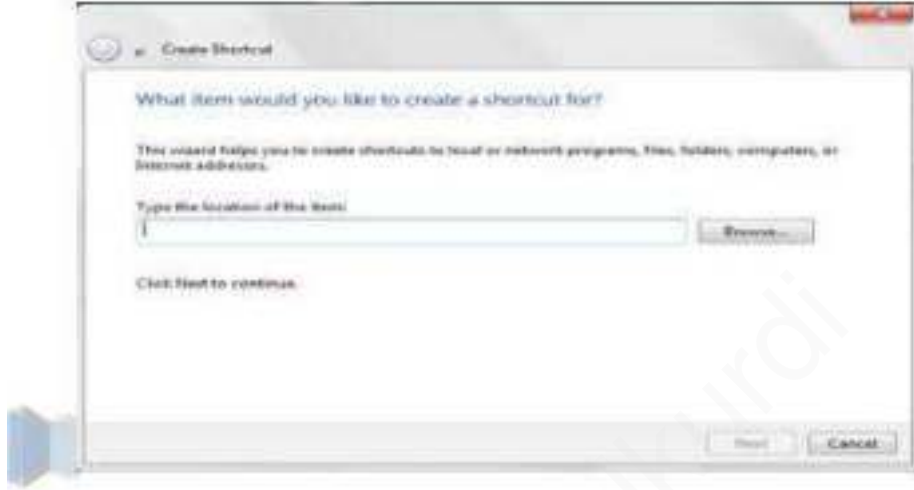 Create Shortcut
What item would you like to create a shortcut for?
This wizard helps you to create shortcuts to local or network programs, files, folders, computers, or
Internet addresses.
Type the location of the item:
Browse...
Click Next to continue.
Next
Cancel